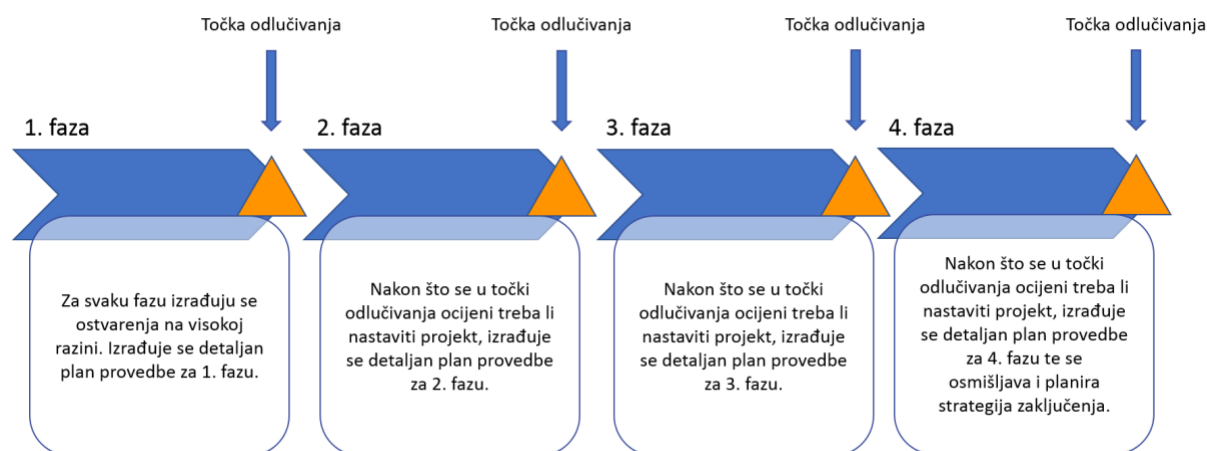 Točka odlučivanja
Točka odlučivanja
Točka odlučivanja
Točka odlučivanja
1. faza
2. faza
3. faza
4. faza
Za svaku fazu izrađuju se
ostvarenja na visokoj
razini. Izrađuje se detaljan
plan provedbe za 1. fazu.
Nakon što se u točki
odlučivanja ocijeni treba li
nastaviti projekt, izrađuje
se detaljan plan provedbe
za 2. fazu.
Nakon što se u točki
odlučivanja ocijeni treba li
nastaviti projekt, izrađuje
se detaljan plan provedbe
za 3. fazu.
Nakon što se u točki
odlučivanja ocijeni treba li
nastaviti projekt, izrađuje
se detaljan plan provedbe
za 4. fazu te se
osmišljava i planira
strategija zaključenja.